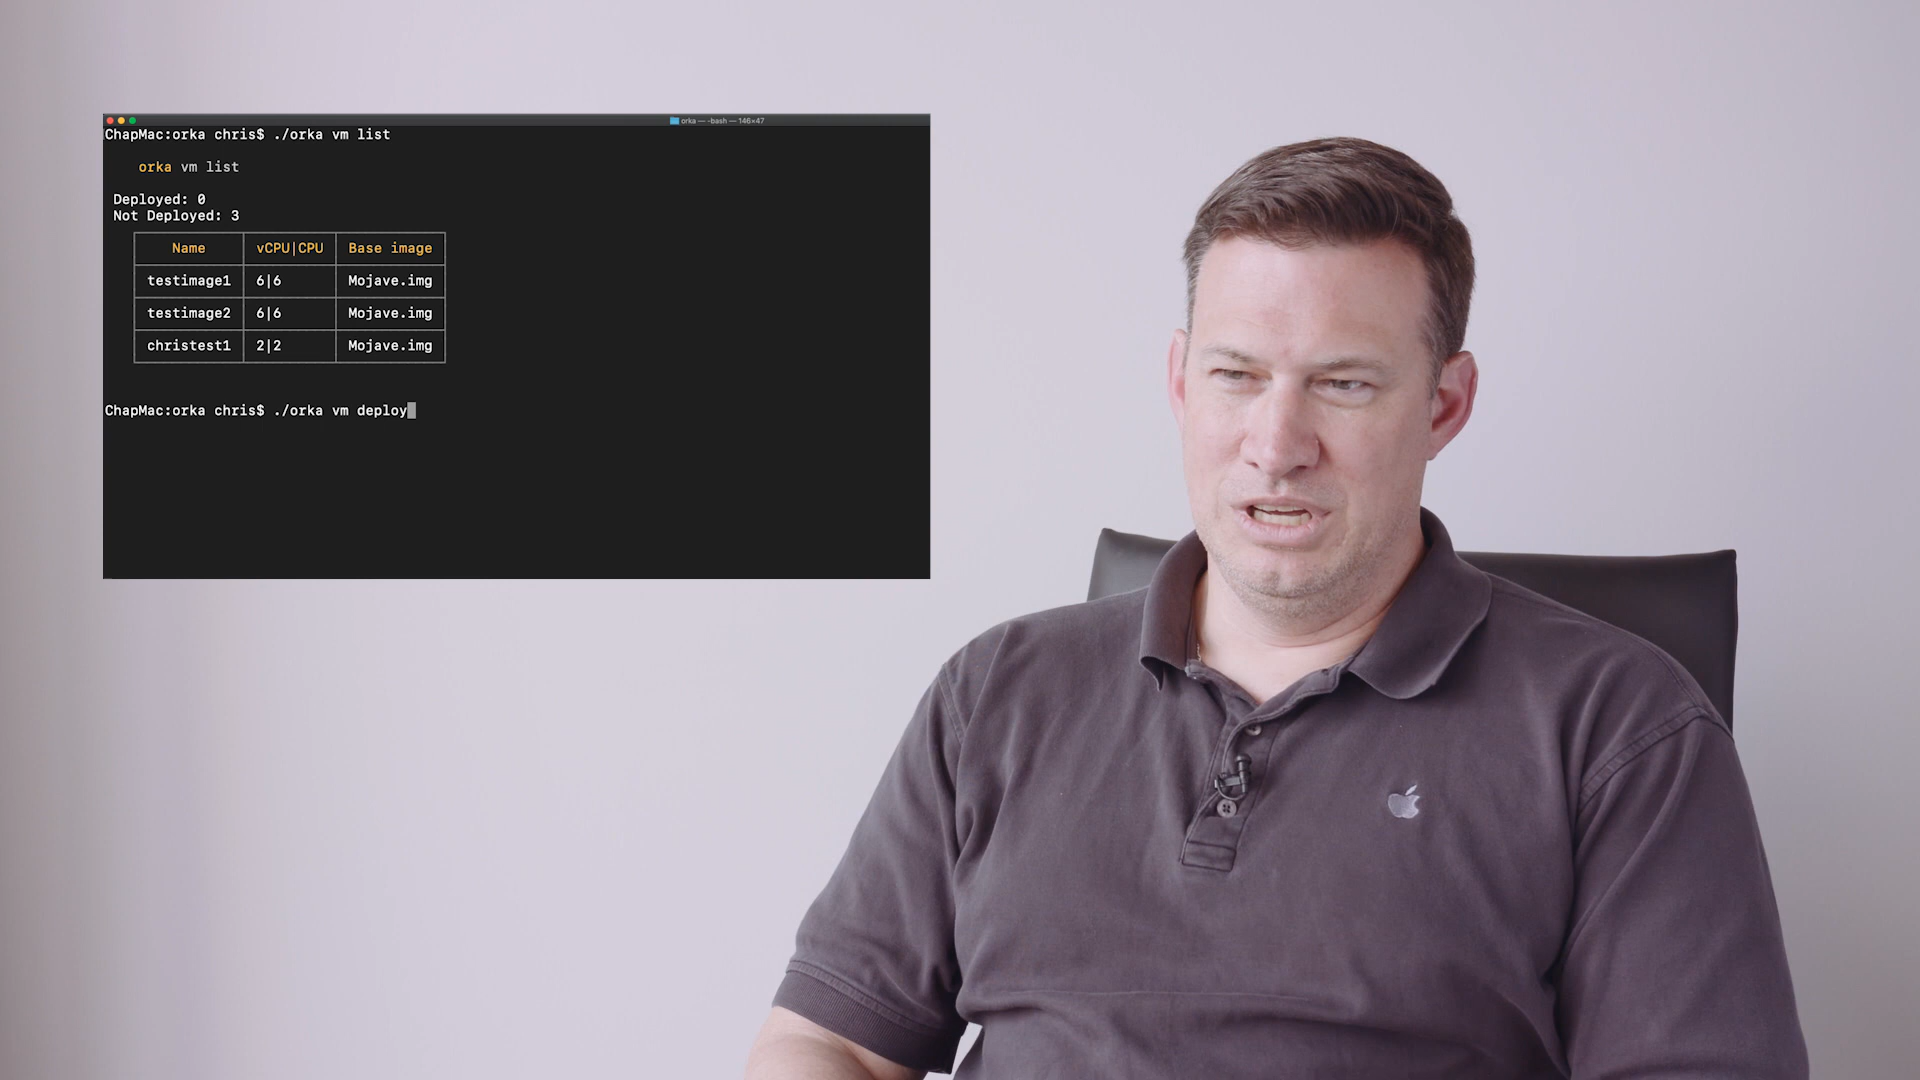 orka — -bash — 146×47
ChapMac:orka chris$ ./orka vm list
orka vm list
Deployed: 0
Not Deployed: 3
Name vCPU|CPU Base image
testimage1 6|6 Mojave.img
testimage2 6|6 Mojave.img
christest1 2|2 Mojave.img
ChapMac:orka chris$ ./orka vm deploy